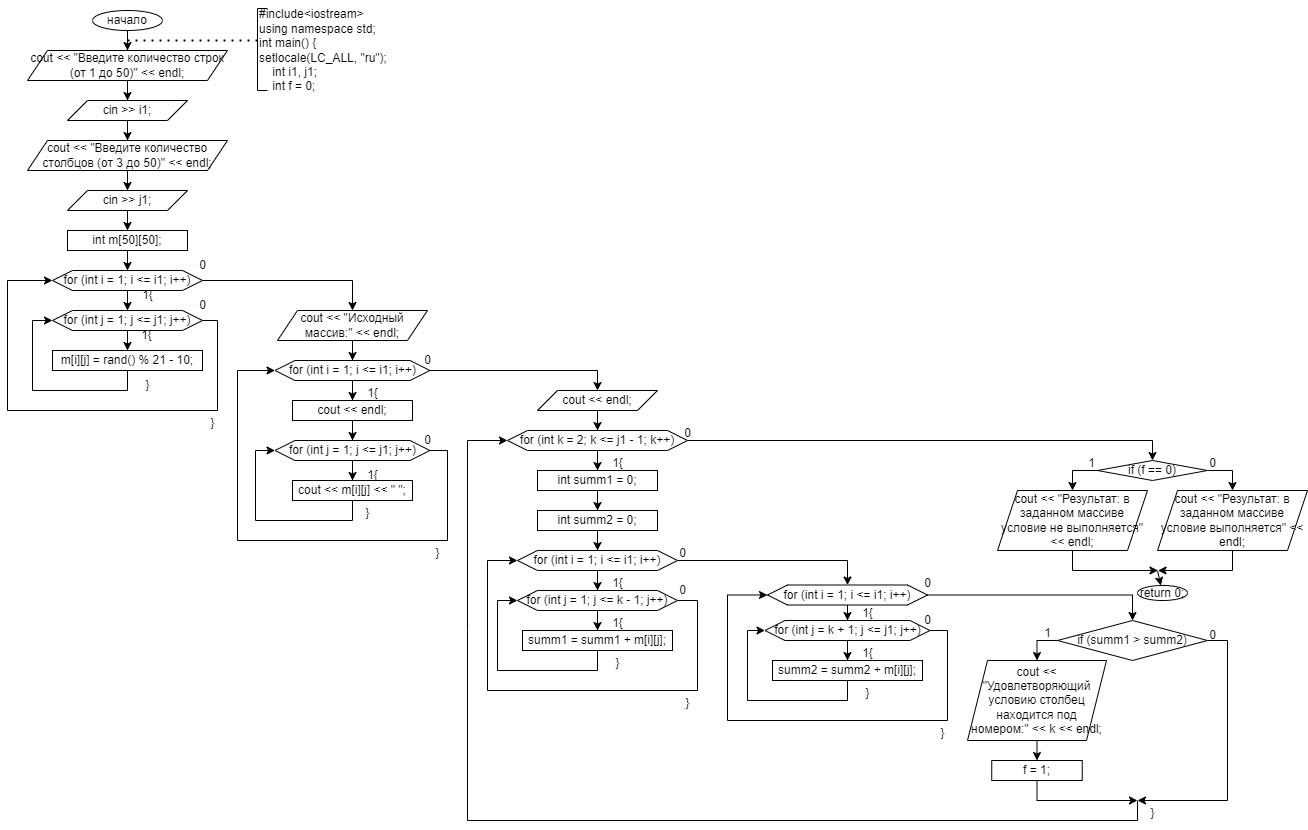 начало
#include<iostream>
using namespace std;
int main() {
setlocale(LC_ALL, "ru");
int i1, j1;
int f = 0;
cout << "Введите количество строк
(от 1 до 50)" << endl;
cin >> i1;
cout << "Введите количество
столбцов (от 3 до 50)" << endl;
cin >> j1;
int m[50][50];
for (int i = 1; i <= i1; i++)
0
1{
for (int j = 1; j <= j1; j++)
0
1{
m[i][j] = rand() % 21 - 10;
}
}
cout << "Исходный
массив:" << endl;
for (int i = 1; i <= i1; i++)
0
1{
cout << endl;
for (int j = 1; j <= j1; j++)
0
1{
cout << m[i][j] << " ";
}
}
cout << endl;
for (int k = 2; k <= j1 - 1; k++)
0
1{
int summ1 = 0;
int summ2 = 0;
for (int i = 1; i <= i1; i++)
0
1{
for (int j = 1; j <= k - 1; j++)
0
1{
summ1 = summ1 + m[i][j];
}
}
for (int i = 1; i <= i1; i++)
0
1{
for (int j = k + 1; j <= j1; j++)
0
1{
summ2 = summ2 + m[i][j];
}
}
if (summ1 > summ2)
1
0
cout <<
"Удовлетворяющий
условию столбец
находится под
номером:" << k << endl;
f = 1;
}
if (f == 0)
1
0
cout << "Результат: в
заданном массиве
условие не выполняется"
<< endl;
cout << "Результат: в
заданном массиве
условие выполняется" <<
endl;
return 0;